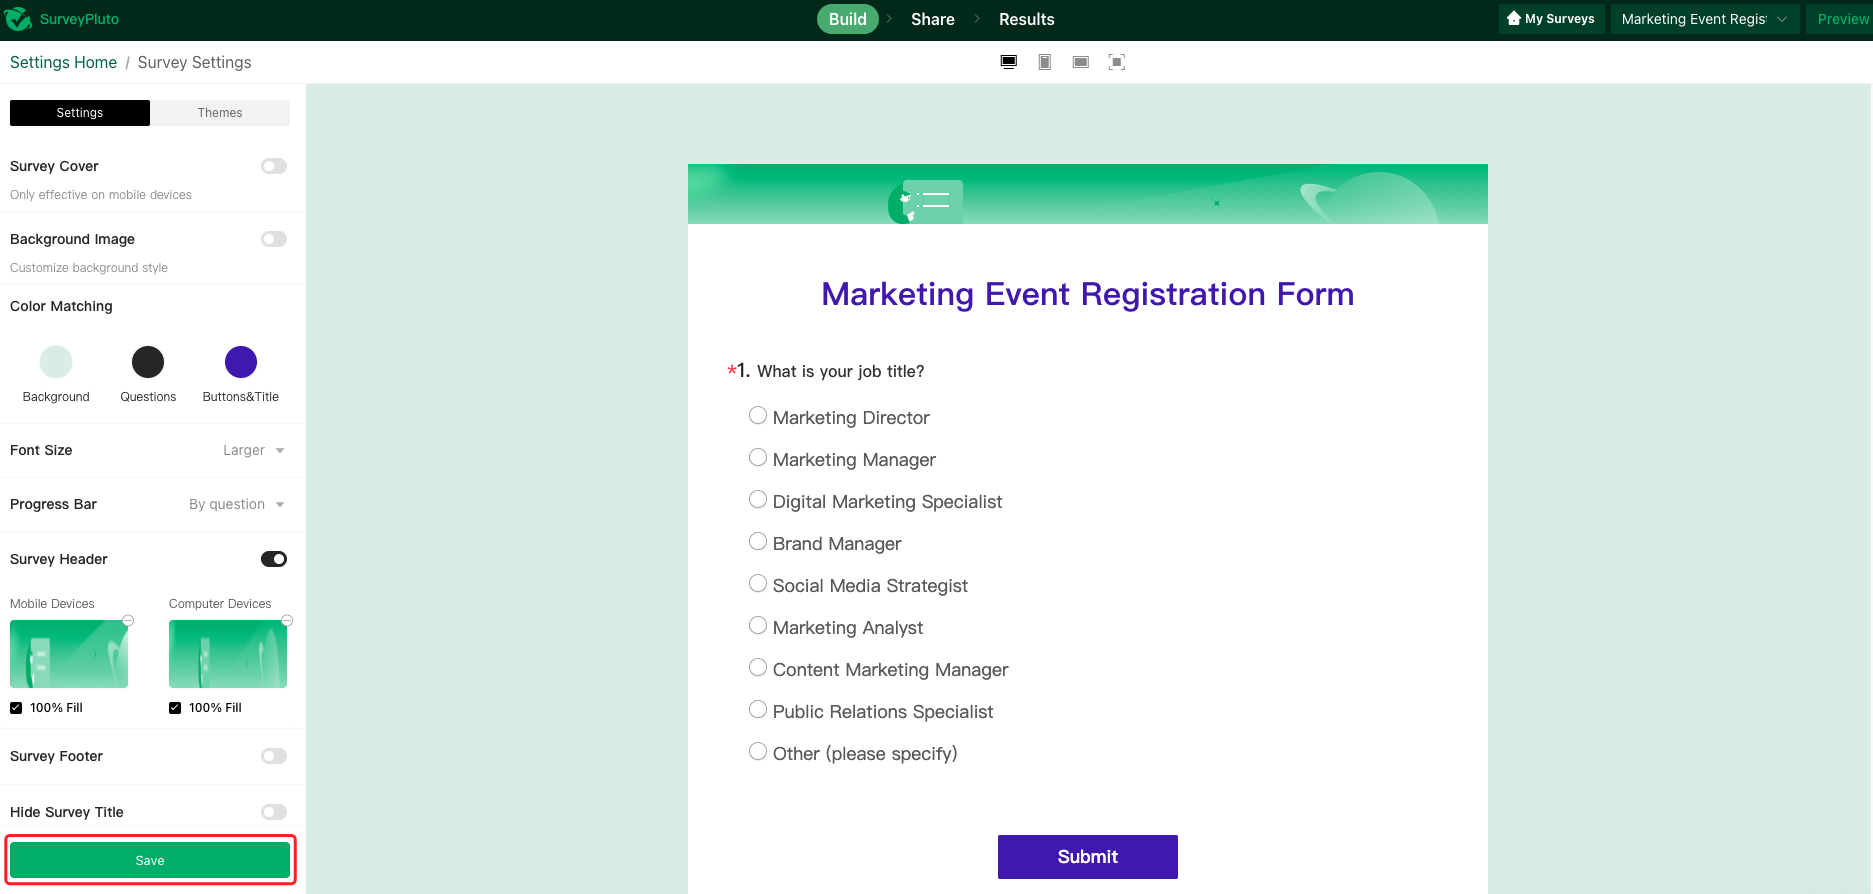 SurveyPluto
Build
Share
Results
My Surveys
Marketing Event Regis
Preview
Settings Home / Survey Settings
Settings
Themes
Survey Cover
Only effective on mobile devices
Background Image
Customize background style
Color Matching
Background
Questions
Buttons&Title
Font Size
Larger
Progress Bar
By question
Survey Header
Mobile Devices
Computer Devices
100% Fill
100% Fill
Survey Footer
Hide Survey Title
Save
Marketing Event Registration Form
*1. What is your job title?
Marketing Director
Marketing Manager
Digital Marketing Specialist
Brand Manager
Social Media Strategist
Marketing Analyst
Content Marketing Manager
Public Relations Specialist
Other (please specify)
Submit